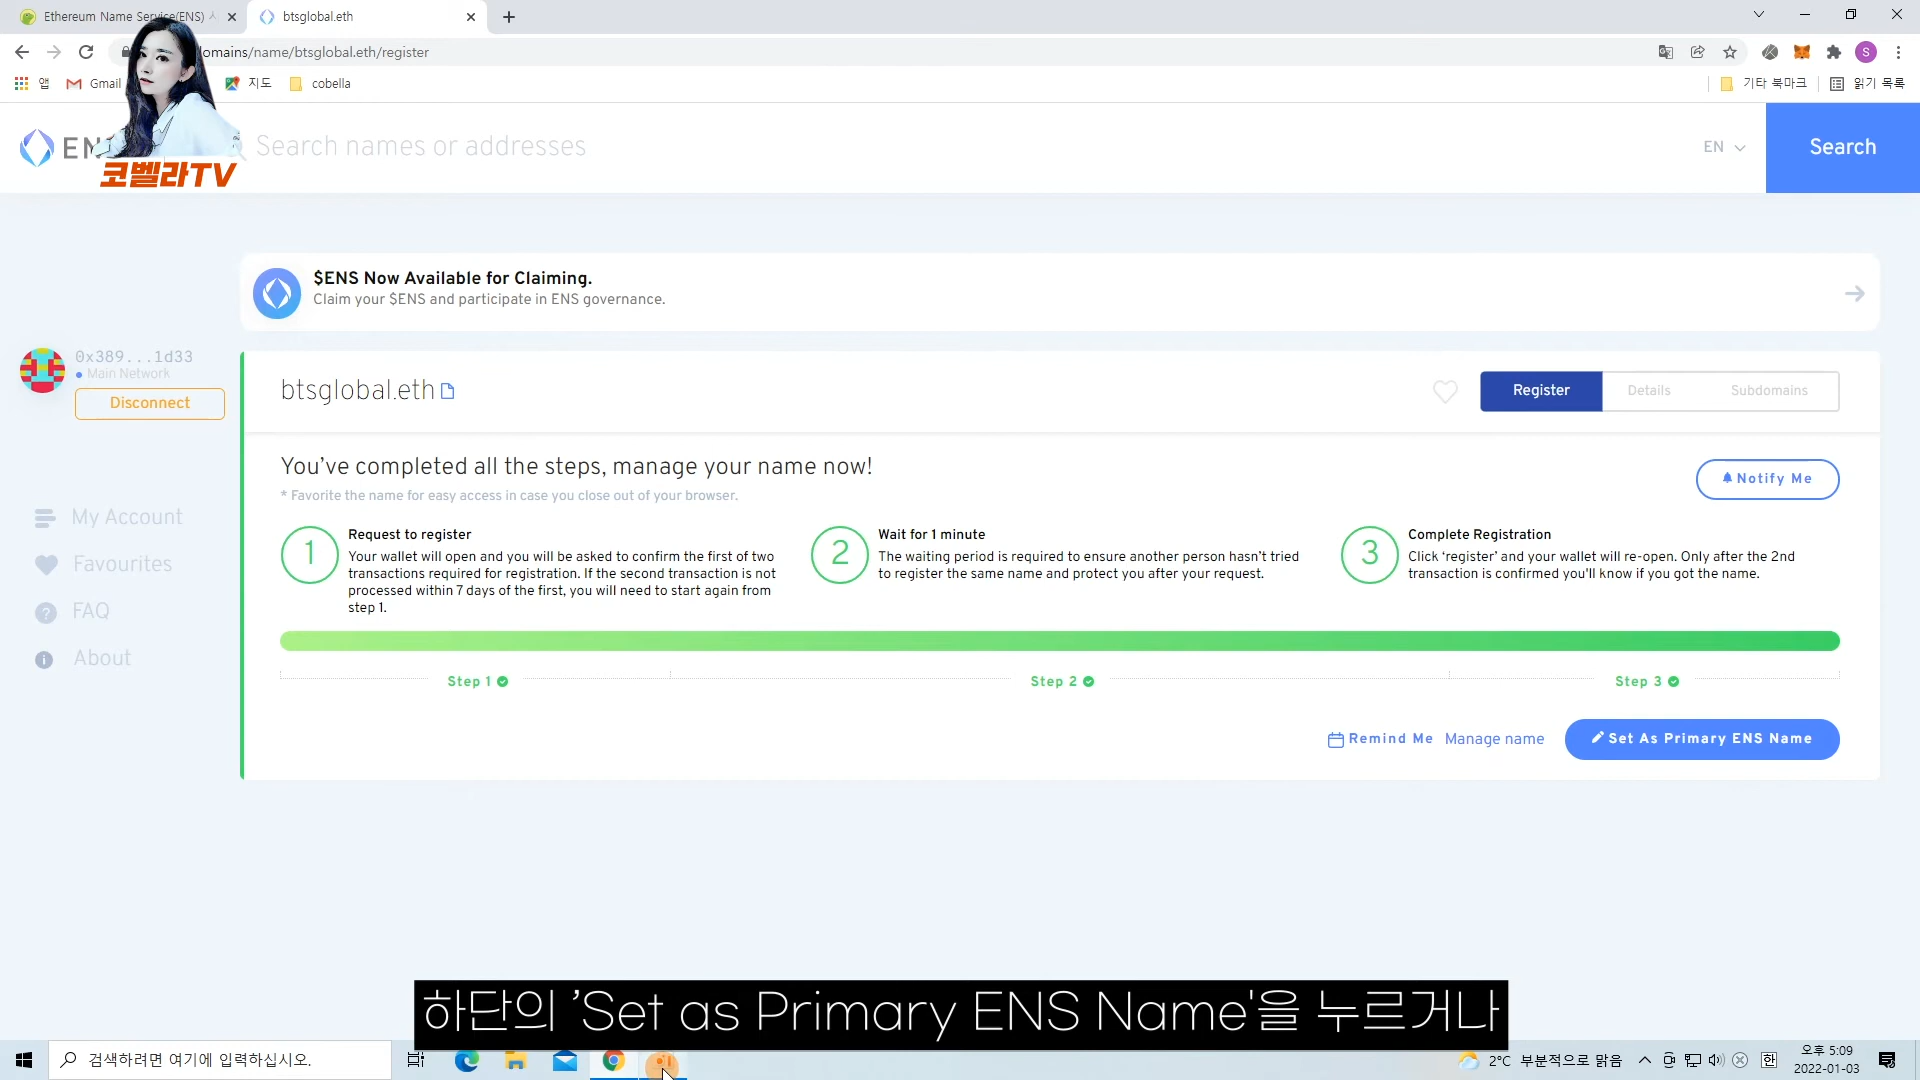 Ethereum Name Service(ENS) 시
btsglobal.eth
domains/name/btsglobal.eth/register
S
앱
Gmail
지도
cobella
기타 북마크
읽기 목록
코벨라TV
Search names or addresses
EN
Search
$ENS Now Available for Claiming.
Claim your $ENS and participate in ENS governance.
0x389...1d33
Main Network
Disconnect
btsglobal.eth
Register
Details
Subdomains
You’ve completed all the steps, manage your name now!
* Favorite the name for easy access in case you close out of your browser.
Notify Me
My Account
Favourites
FAQ
About
1
Request to register
Your wallet will open and you will be asked to confirm the first of two
transactions required for registration. If the second transaction is not
processed within 7 days of the first, you will need to start again from
step 1.
2
Wait for 1 minute
The waiting period is required to ensure another person hasn’t tried
to register the same name and protect you after your request.
3
Complete Registration
Click ‘register’ and your wallet will re-open. Only after the 2nd
transaction is confirmed you'll know if you got the name.
Step 1
Step 2
Step 3
Remind Me
Manage name
Set As Primary ENS Name
하단의 ’Set as Primary ENS Name'을 누르거나
검색하려면 여기에 입력하십시오.
2°C 부분적으로 맑음
한
오후 5:09
2022-01-03